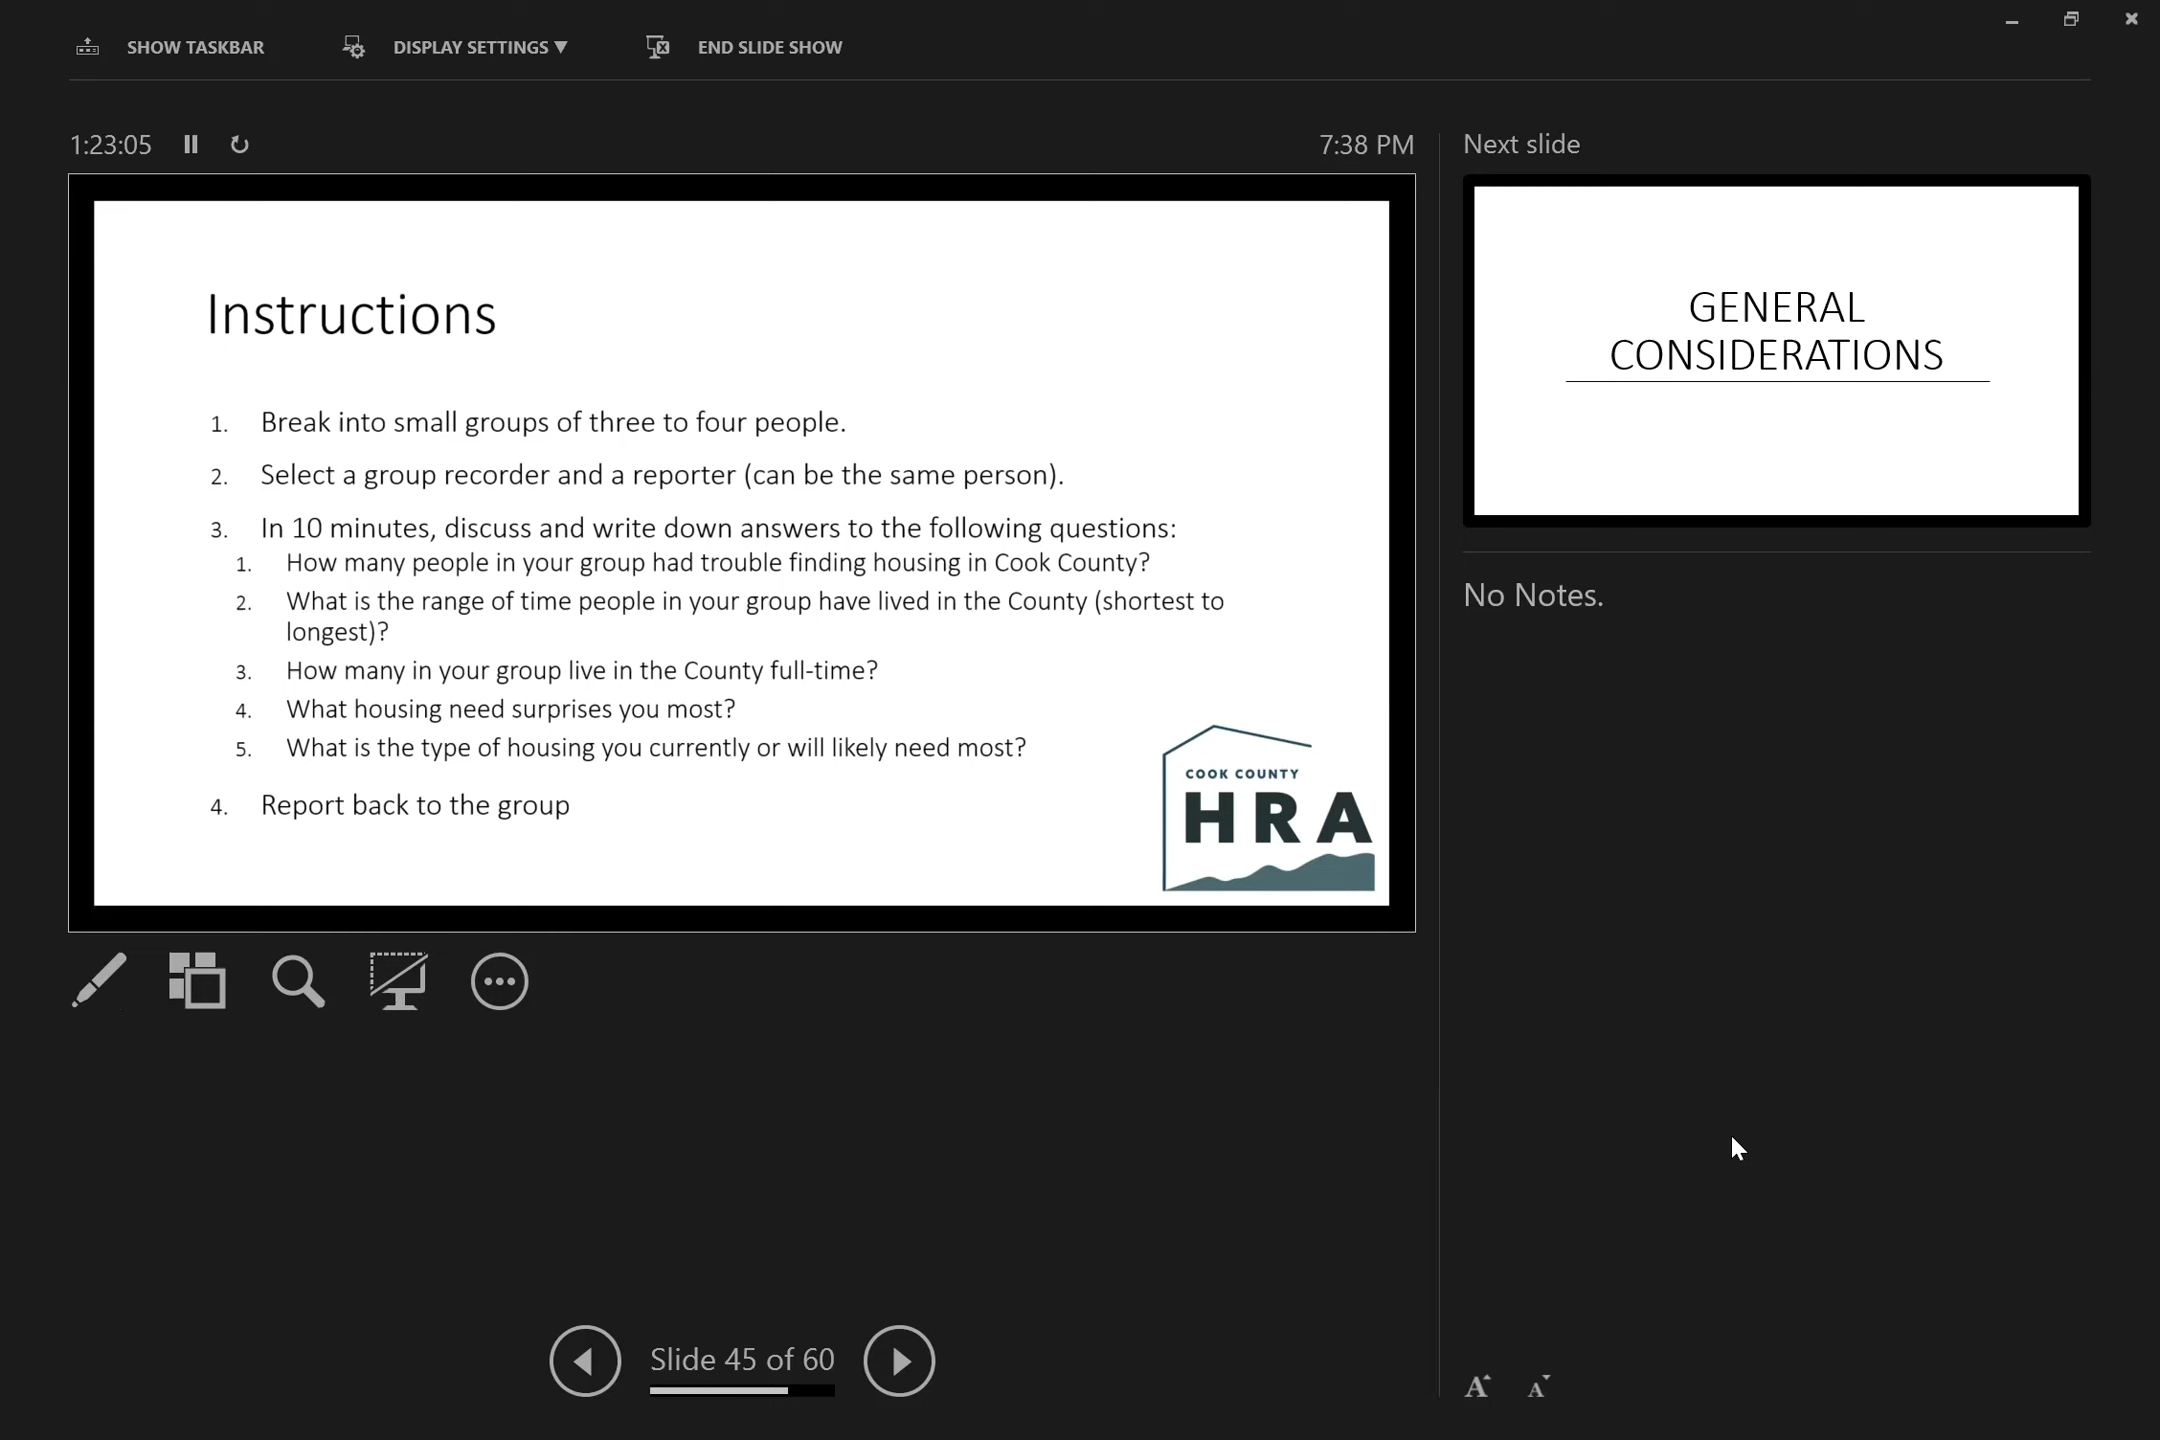 SHOW TASKBAR
DISPLAY SETTINGS ▼
END SLIDE SHOW
1:23:05
7:38 PM
Next slide
Instructions
1. Break into small groups of three to four people.
2. Select a group recorder and a reporter (can be the same person).
3. In 10 minutes, discuss and write down answers to the following questions:
1. How many people in your group had trouble finding housing in Cook County?
2. What is the range of time people in your group have lived in the County (shortest to
longest)?
3. How many in your group live in the County full-time?
4. What housing need surprises you most?
5. What is the type of housing you currently or will likely need most?
4. Report back to the group
COOK COUNTY
HRA
GENERAL
CONSIDERATIONS
No Notes.
Slide 45 of 60
A A